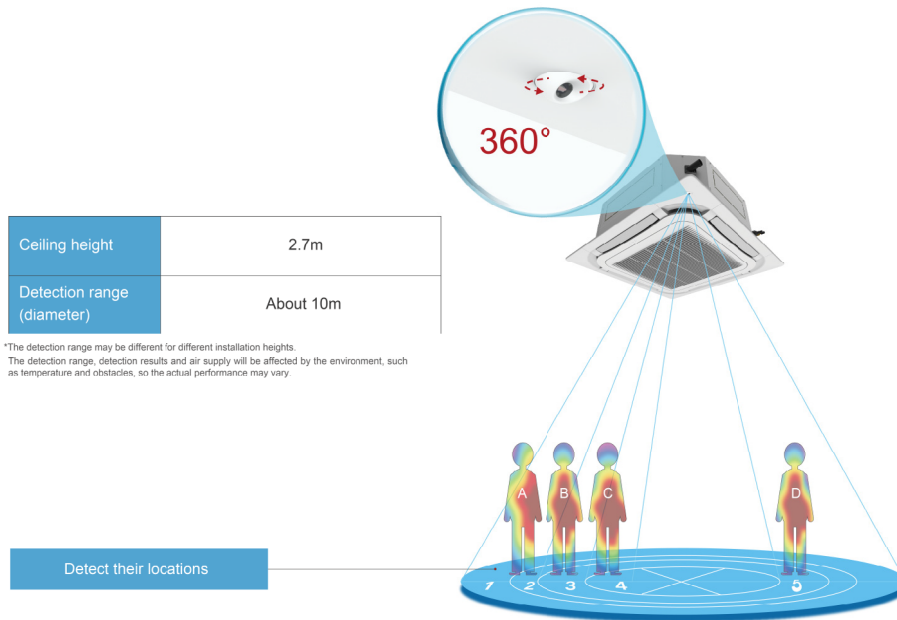 360°
Ceiling height
2.7m
Detection range
(diameter)
About 10m
*The detection range may be different for different installation heights.
The detection range, detection results and air supply will be affected by the environment, such
as temperature and obstacles, so the actual performance may vary.
A
B
C
D
Detect their locations
1
2
3
4
5